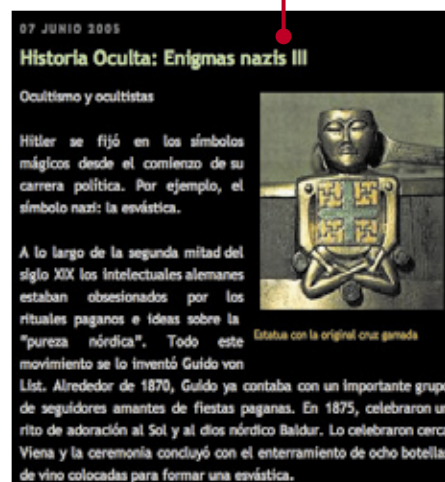 07 JUNIO 2005
Historia Oculta: Enigmas nazis III
Ocultismo y ocultistas
Hitler se fijó en los símbolos
mágicos desde el comienzo de su
carrera política. Por ejemplo, el
símbolo nazi: la esvástica.
A lo largo de la segunda mitad del
siglo XIX los intelectuales alemanes
estaban obsesionados por los
rituales paganos e ideas sobre la
"pureza nórdica". Todo este
movimiento se lo inventó Guido von
List. Alrededor de 1870, Guido ya contaba con un importante grupo
de seguidores amantes de fiestas paganas. En 1875, celebraron un
rito de adoración al Sol y al dios nórdico Baldur. Lo celebraron cerca
Viena y la ceremonia concluyó con el enterramiento de ocho botellas
de vino colocadas para formar una esvástica.
Estatua con la original cruz gamada